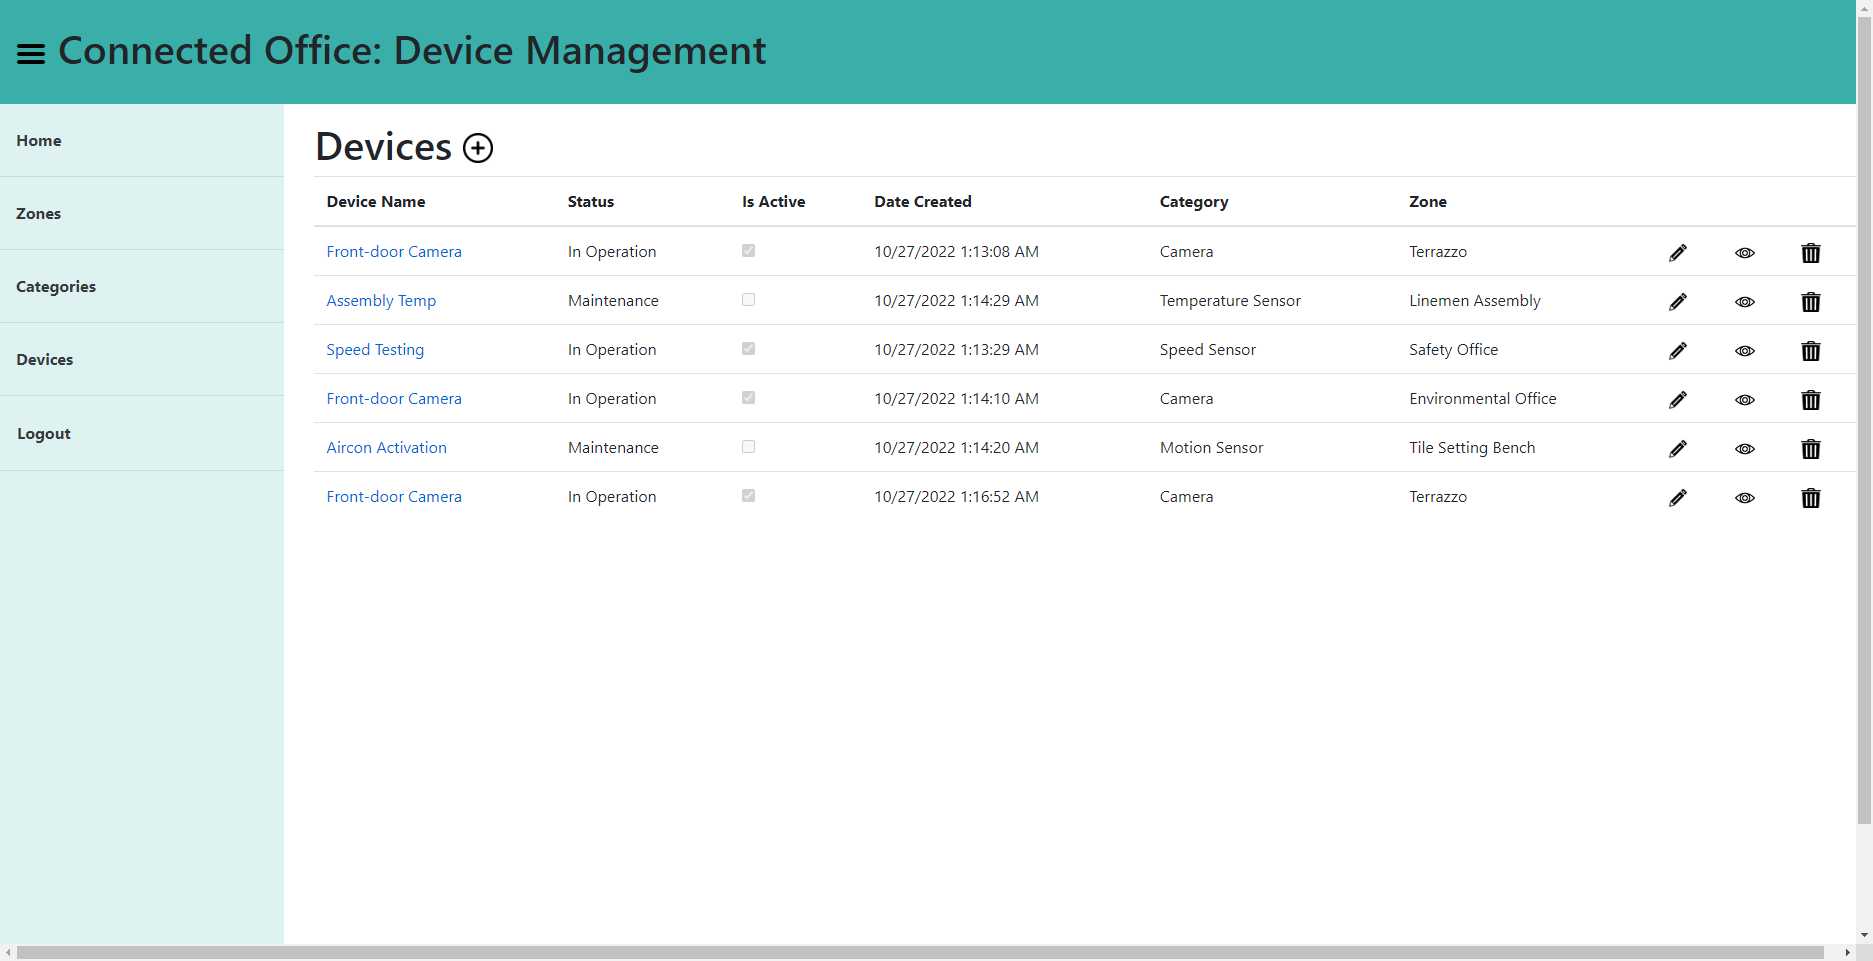 Connected Office: Device Management
Home
Zones
Categories
Devices
Logout
Devices
Device Name Status Is Active Date Created Category Zone
Front-door Camera In Operation 10/27/2022 1:13:08 AM Camera Terrazzo
Assembly Temp Maintenance 10/27/2022 1:14:29 AM Temperature Sensor Linemen Assembly
Speed Testing In Operation 10/27/2022 1:13:29 AM Speed Sensor Safety Office
Front-door Camera In Operation 10/27/2022 1:14:10 AM Camera Environmental Office
Aircon Activation Maintenance 10/27/2022 1:14:20 AM Motion Sensor Tile Setting Bench
Front-door Camera In Operation 10/27/2022 1:16:52 AM Camera Terrazzo